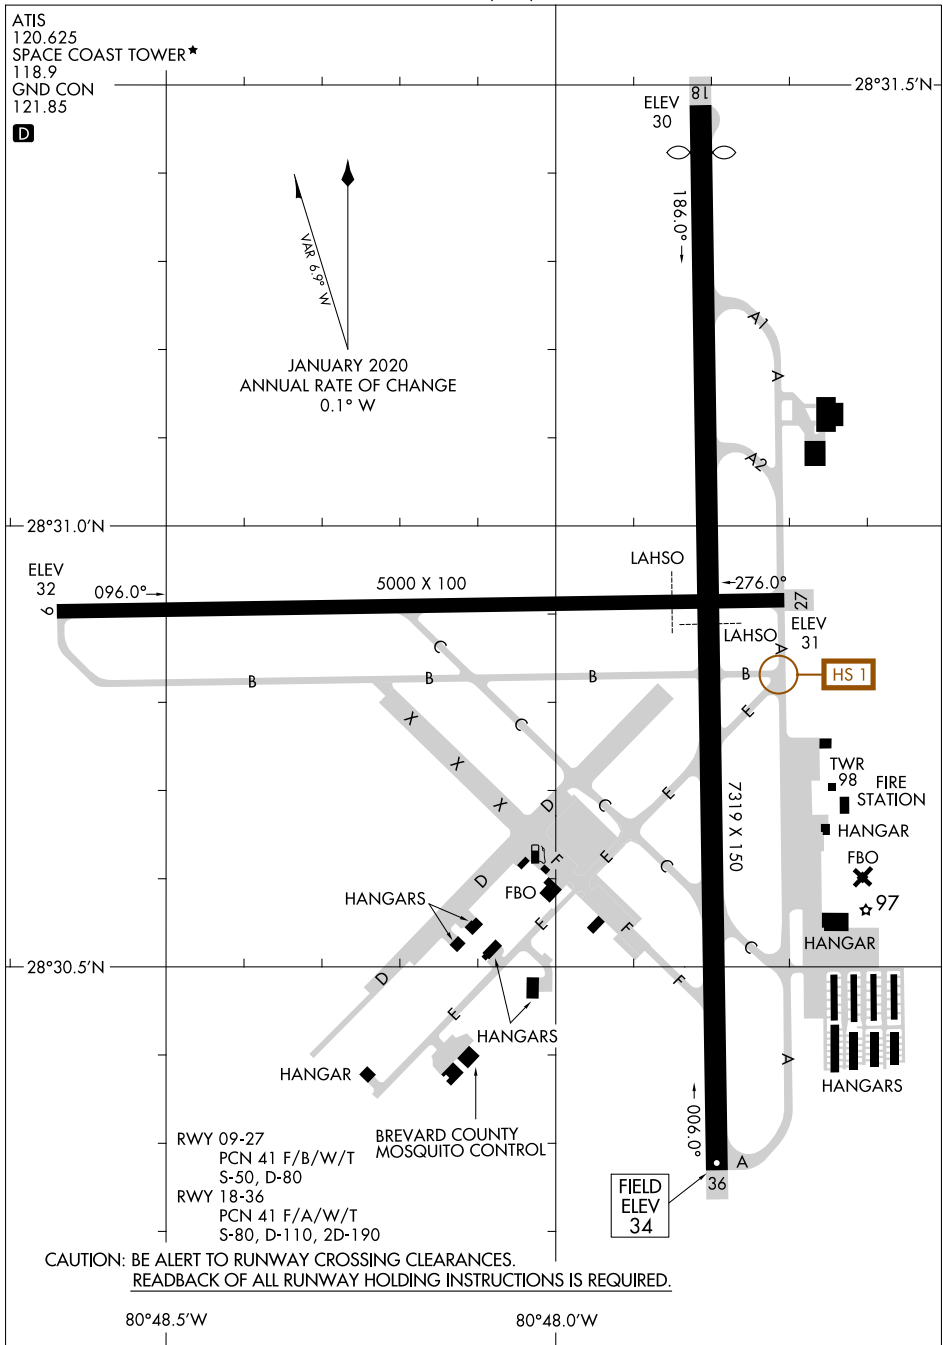 ATIS
120.625
SPACE COAST TOWER★
118.9
GND CON
121.85
D
28°31.5'N
ELEV
30
18
186.0°
VAR 6.9° W
JANUARY 2020
ANNUAL RATE OF CHANGE
0.1° W
A1
A
A2
28°31.0'N
LAHSO
ELEV
32
096.0°
5000 X 100
276.0°
9
27
ELEV
31
LAHSO
A
C
B
B
B
B
HS 1
X
C
E
X
TWR
98
FIRE
STATION
7319 X 150
E
X
D
C
HANGAR
F
E
C
FBO
D
FBO
HANGARS
97
E
F
C
HANGAR
28°30.5'N
D
F
E
HANGARS
A
HANGAR
HANGARS
006.0°
BREVARD COUNTY
MOSQUITO CONTROL
RWY 09-27
PCN 41 F/B/W/T
S-50, D-80
RWY 18-36
PCN 41 F/A/W/T
S-80, D-110, 2D-190
A
36
FIELD
ELEV
34
CAUTION: BE ALERT TO RUNWAY CROSSING CLEARANCES.
READBACK OF ALL RUNWAY HOLDING INSTRUCTIONS IS REQUIRED.
80°48.5'W
80°48.0'W